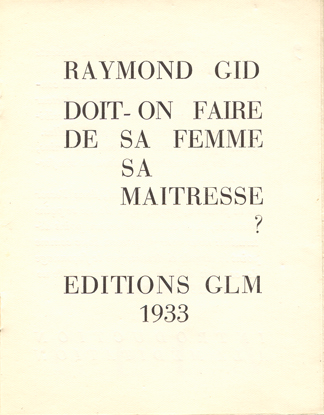 RAYMOND GID
DOIT-ON FAIRE
DE SA FEMME
SA
MAITRESSE
?
EDITIONS GLM
1933